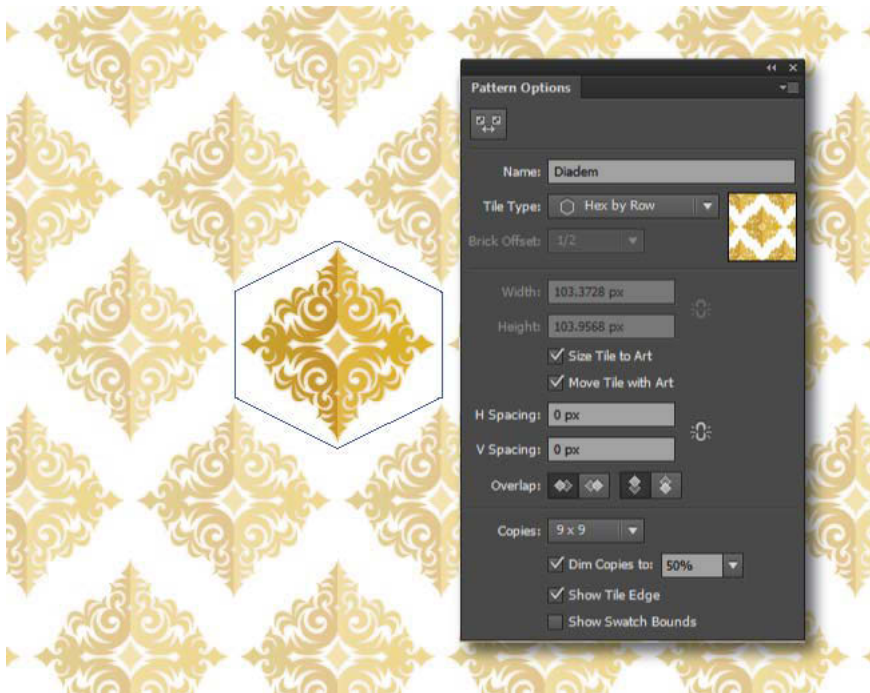 Pattern Options
Name: Diadem
Tile Type: Hex by Row
Brick Offset: 1/2
Width: 103.3728 px
Height: 103.9568 px
Size Tile to Art
Move Tile with Art
H Spacing: 0 px
V Spacing: 0 px
Overlap:
Copies: 9 x 9
Dim Copies to: 50%
Show Tile Edge
Show Swatch Bounds